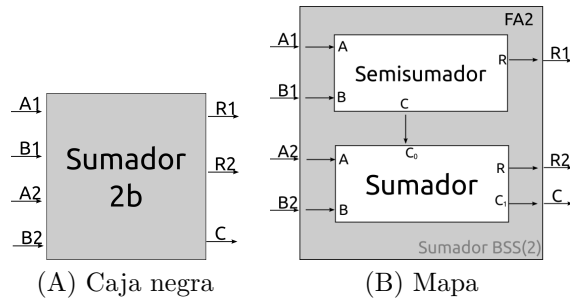 A1
B1
A2
B2
Sumador
2b
R1
R2
C
(A) Caja negra
FA2
A1
B1
A2
B2
A
B
Semisumador
R
C
C₀
A
B
Sumador
R
C₁
R1
R2
C
Sumador BSS(2)
(B) Mapa